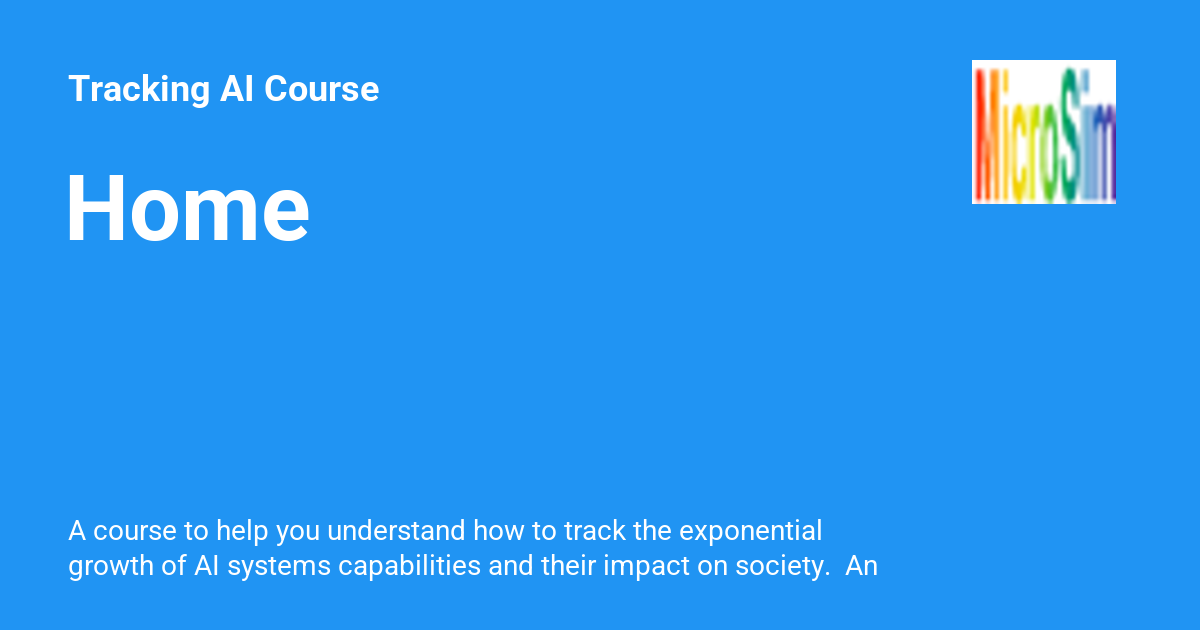 Tracking AI Course
MicroSim
Home
A course to help you understand how to track the exponential
growth of AI systems capabilities and their impact on society.  An